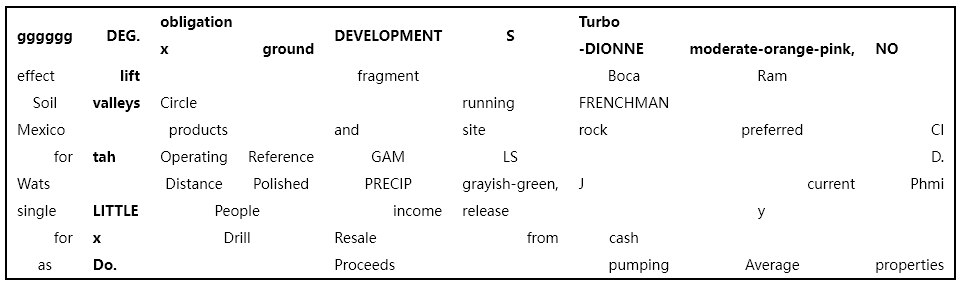 gggggg DEG. obligation x ground DEVELOPMENT S Turbo -DIONNE moderate-orange-pink, NO
effect lift fragment Boca Ram
Soil valleys Circle running FRENCHMAN
Mexico products and site rock preferred CI
for tah Operating Reference GAM LS D.
Wats Distance Polished PRECIP grayish-green, J current Phmi
single LITTLE People income release y
for x Drill Resale from cash
as Do. Proceeds pumping Average properties